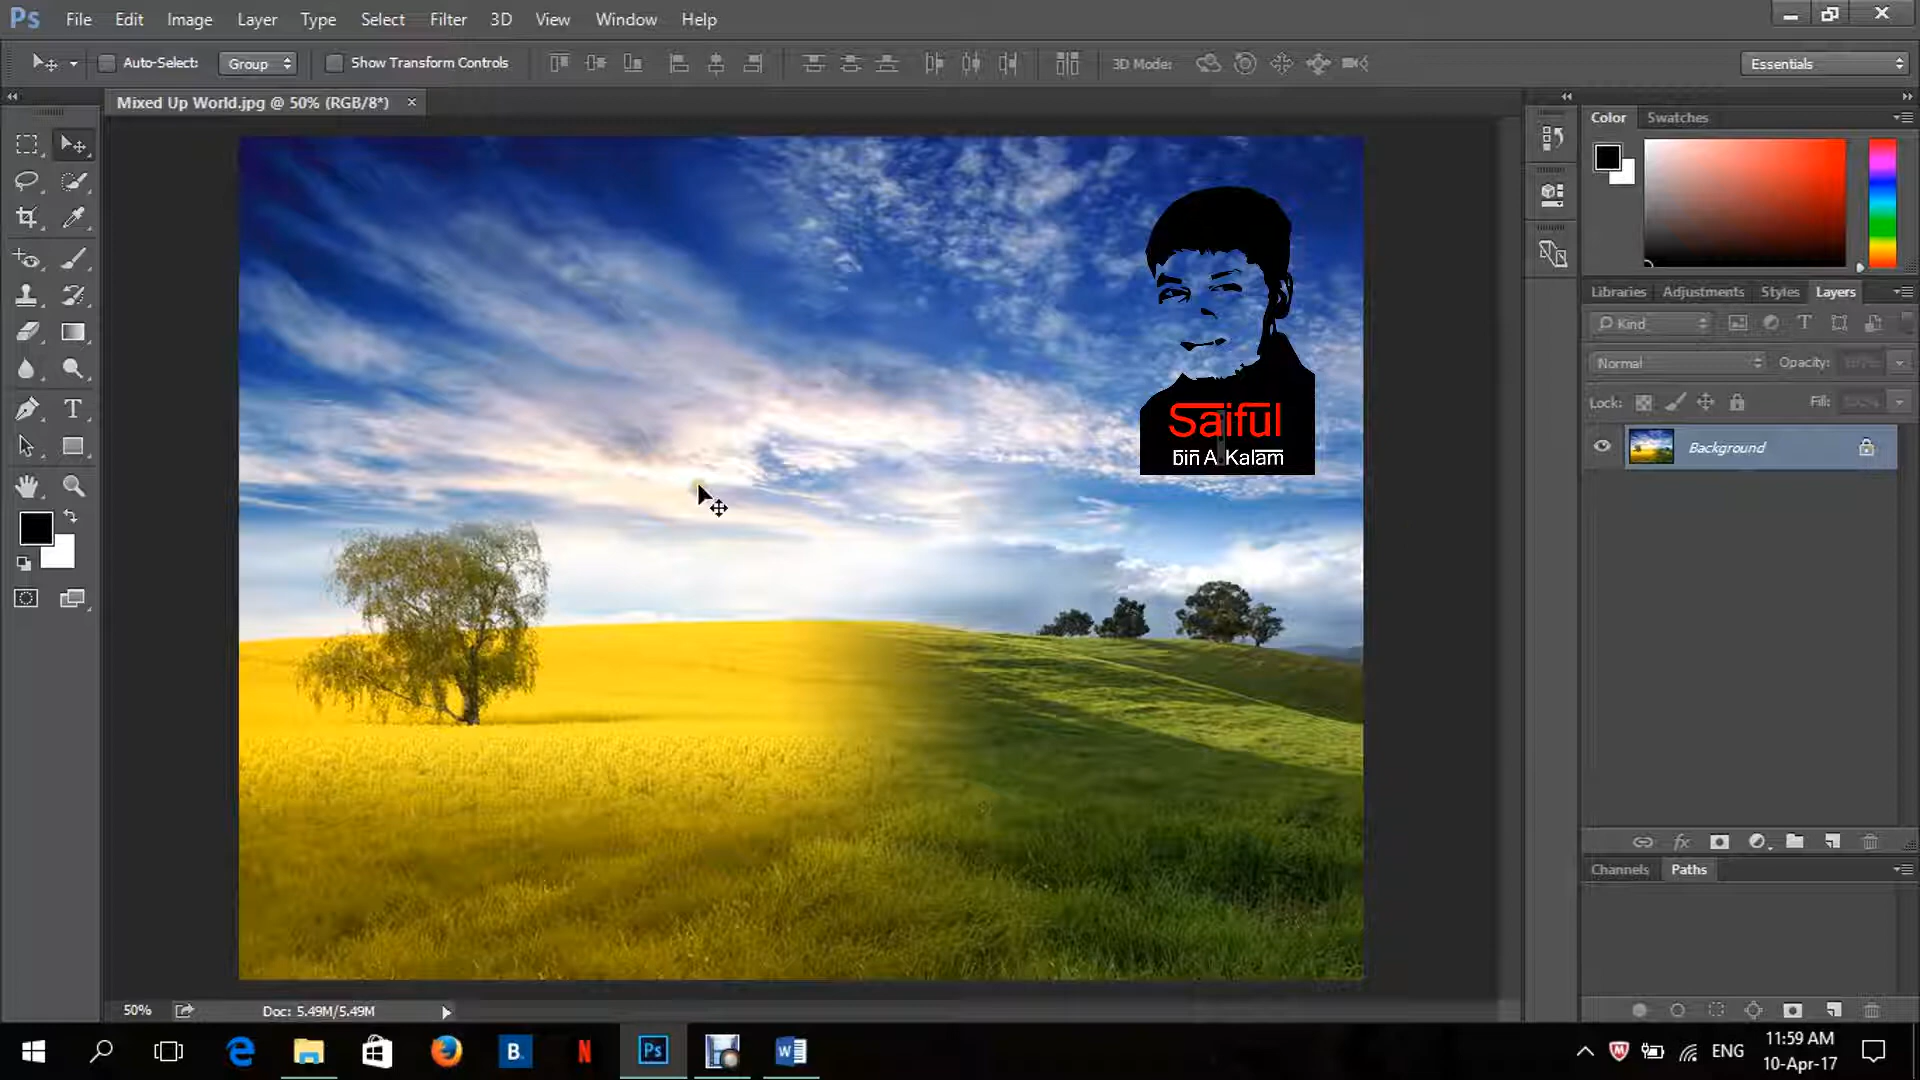 Ps File Edit Image Layer Type Select Filter 3D View Window Help
Auto-Select: Group Show Transform Controls 3D Mode: Essentials
Mixed Up World.jpg @ 50% (RGB/8*) ×
Color Swatches
Libraries Adjustments Styles Layers
Kind
Normal Opacity:
Lock: Fill:
Background
Saiful
bin A Kalam
Channels Paths
50% Doc: 5.49M/5.49M
B. N Ps W ENG
11:59 AM
10-Apr-17